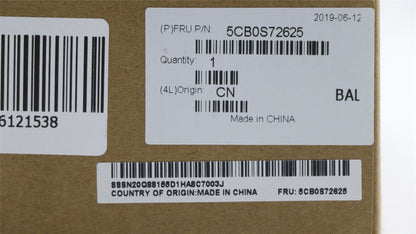 2019-06-12
(P)FRU P/N: 5CB0S72625
Quantity: 1
(4L)Origin: CN
BAL
Made in CHINA
6121538
8SSN20Q88156D1HA8C7003J
COUNTRY OF ORIGIN:MADE IN CHINA FRU: 5CB0S72625